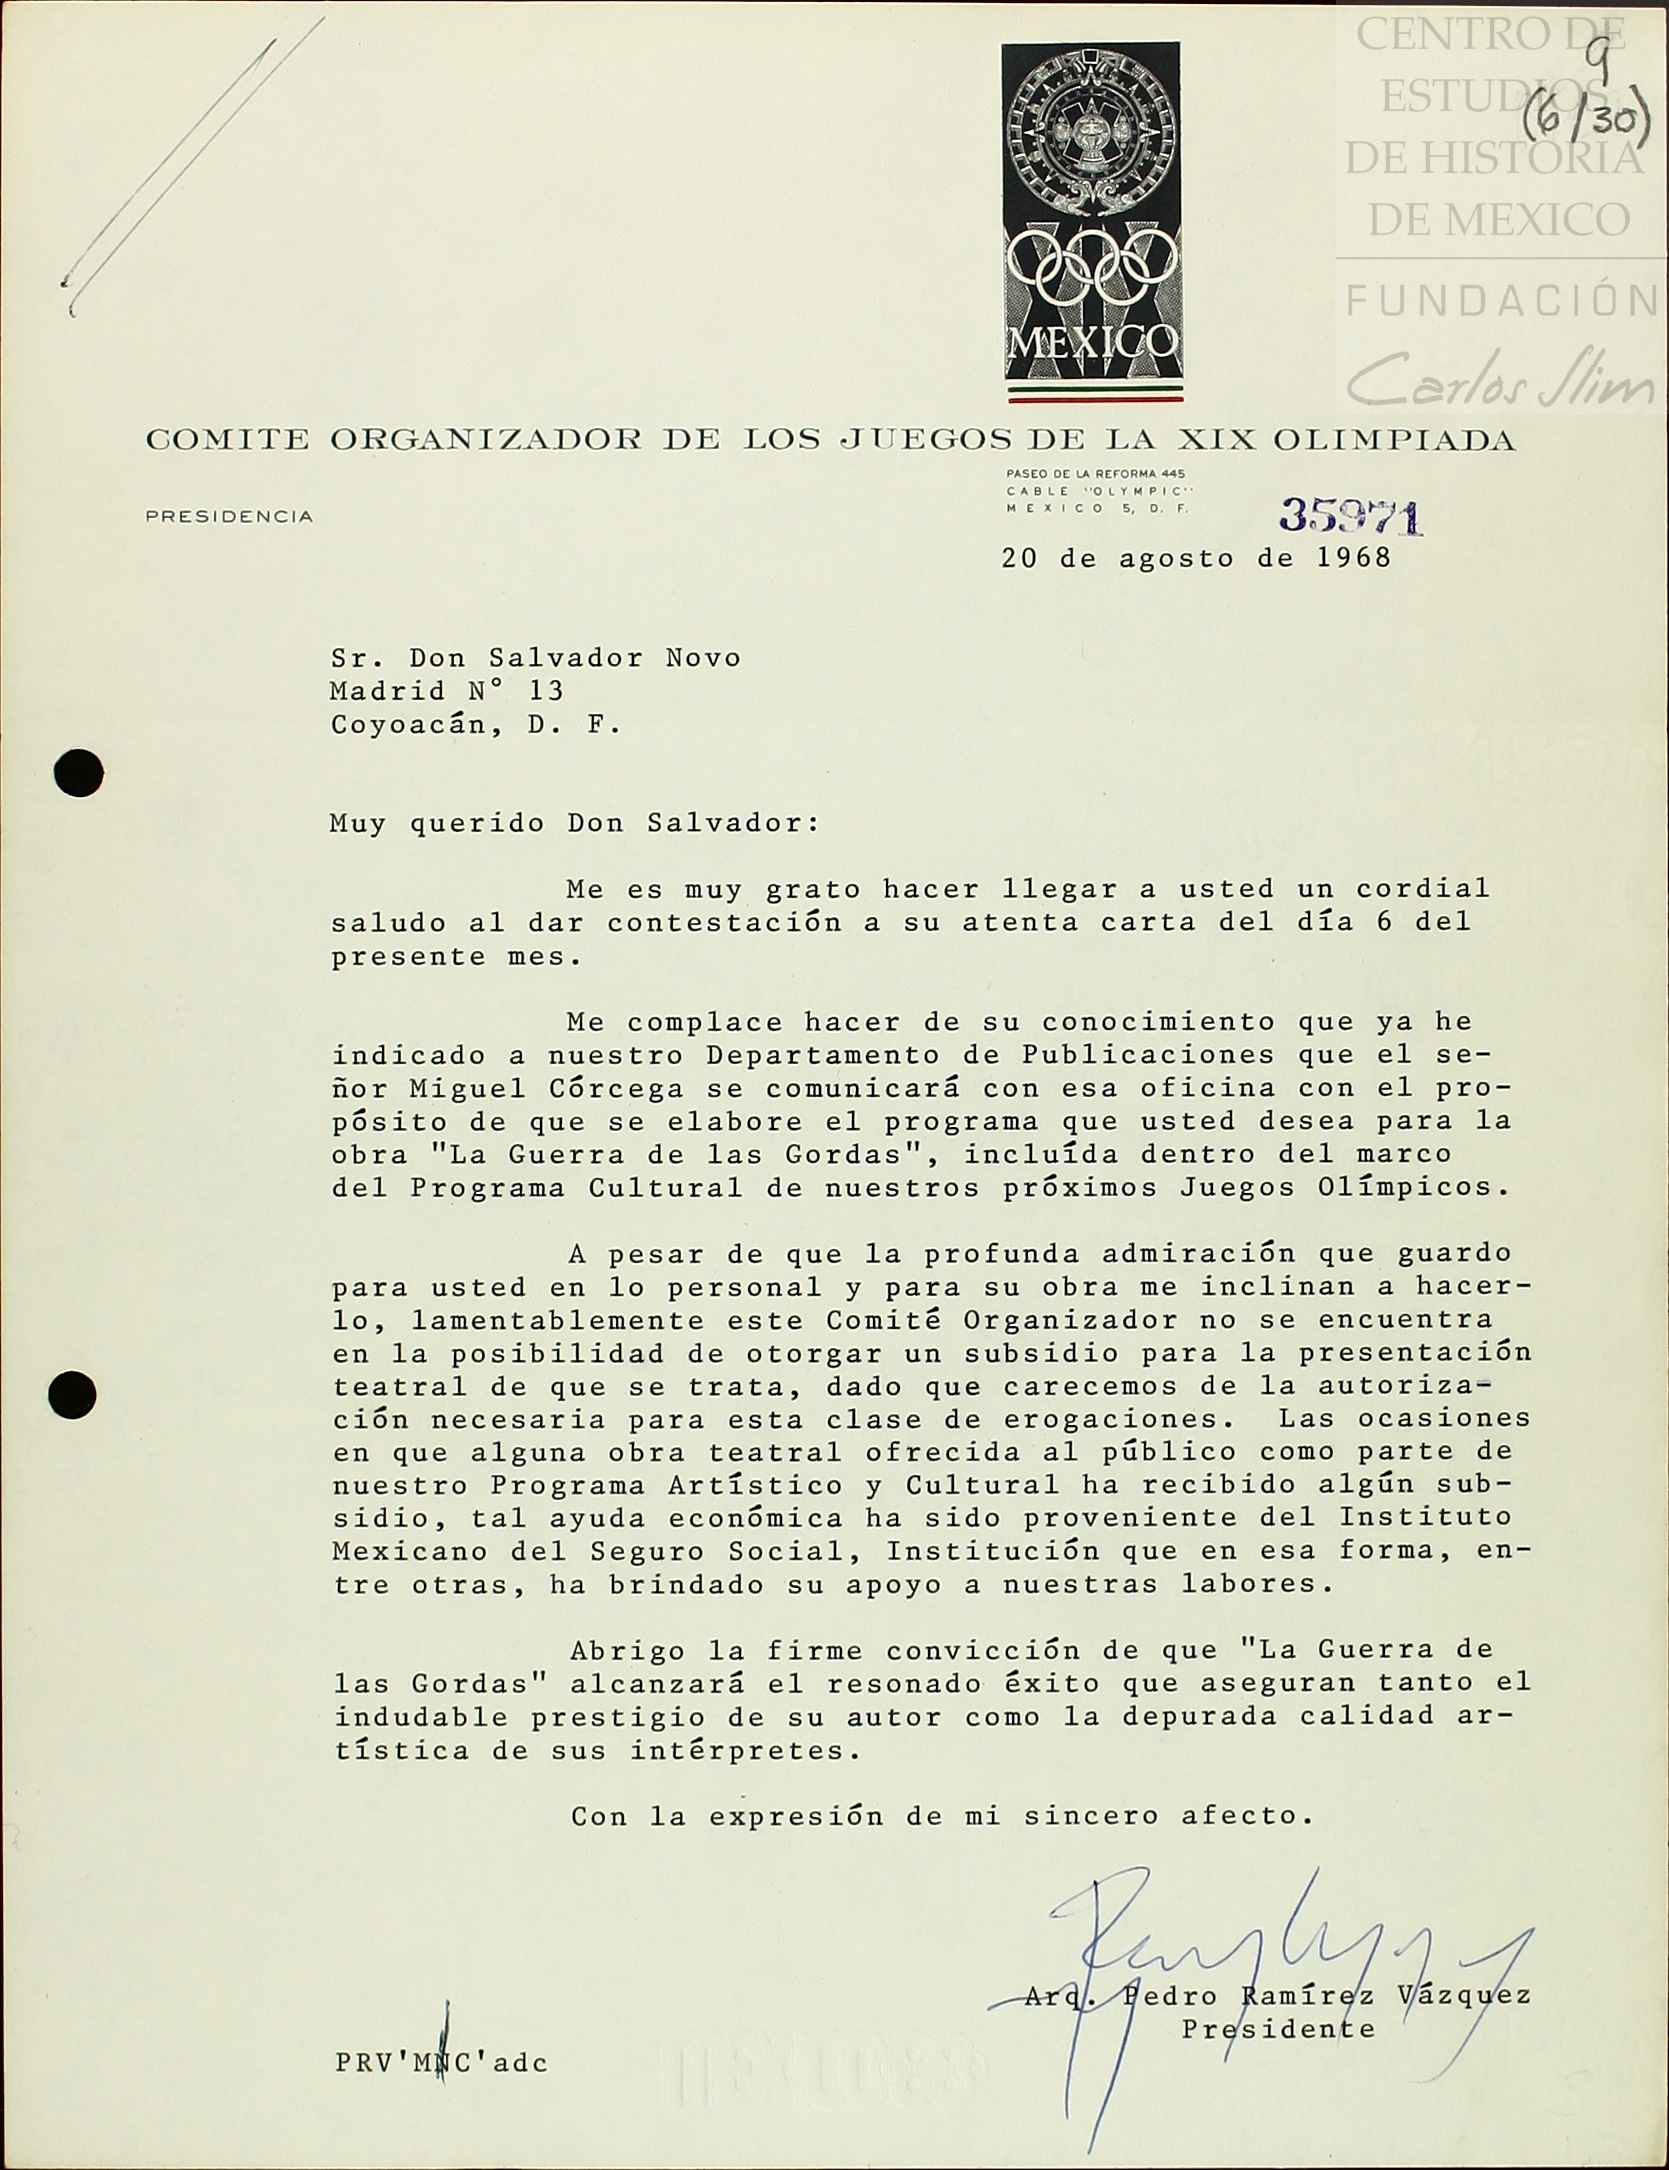 CENTRO DE
ESTUDIOS
DE HISTORIA
DE MEXICO
FUNDACIÓN
Carlos Slim
9
(6/30)
MEXICO
COMITE ORGANIZADOR DE LOS JUEGOS DE LA XIX OLIMPIADA
PASEO DE LA REFORMA 445
CABLE "OLYMPIC"
MEXICO 5, D. F.
PRESIDENCIA
35971
20 de agosto de 1968
Sr. Don Salvador Novo
Madrid N° 13
Coyoacán, D. F.
Muy querido Don Salvador:
Me es muy grato hacer llegar a usted un cordial
saludo al dar contestación a su atenta carta del día 6 del
presente mes.
Me complace hacer de su conocimiento que ya he
indicado a nuestro Departamento de Publicaciones que el se-
ñor Miguel Córcega se comunicará con esa oficina con el pro-
pósito de que se elabore el programa que usted desea para la
obra "La Guerra de las Gordas", incluída dentro del marco
del Programa Cultural de nuestros próximos Juegos Olímpicos.
A pesar de que la profunda admiración que guardo
para usted en lo personal y para su obra me inclinan a hacer-
lo, lamentablemente este Comité Organizador no se encuentra
en la posibilidad de otorgar un subsidio para la presentación
teatral de que se trata, dado que carecemos de la autoriza-
ción necesaria para esta clase de erogaciones. Las ocasiones
en que alguna obra teatral ofrecida al público como parte de
nuestro Programa Artístico y Cultural ha recibido algún sub-
sidio, tal ayuda económica ha sido proveniente del Instituto
Mexicano del Seguro Social, Institución que en esa forma, en-
tre otras, ha brindado su apoyo a nuestras labores.
Abrigo la firme convicción de que "La Guerra de
las Gordas" alcanzará el resonado éxito que aseguran tanto el
indudable prestigio de su autor como la depurada calidad ar-
tística de sus intérpretes.
Con la expresión de mi sincero afecto.
Arq. Pedro Ramírez Vázquez
Presidente
PRV'MNC'adc